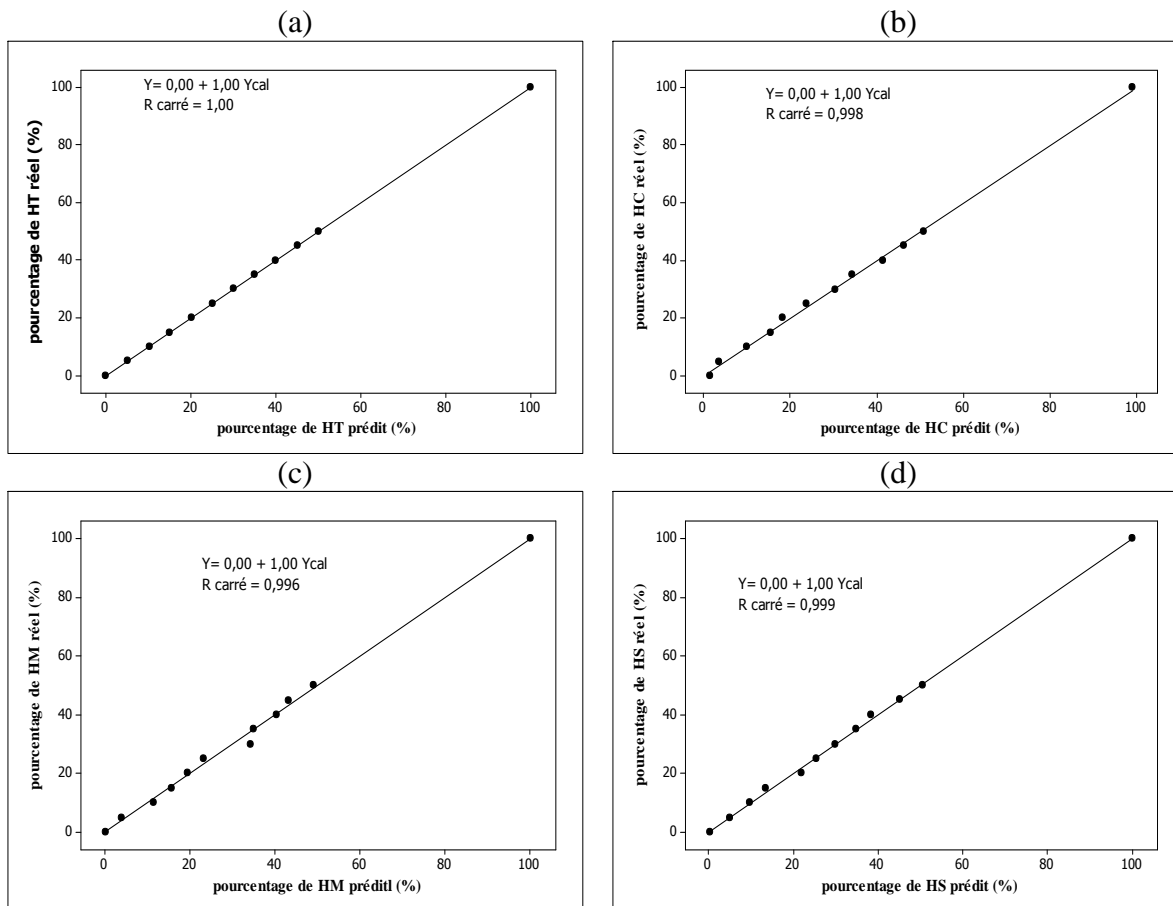 (a)
Y= 0,00 + 1,00 Ycal
R carré = 1,00
pourcentage de HT réel (%)
100
80
60
40
20
0
0 20 40 60 80 100
pourcentage de HT prédit (%)
(b)
Y= 0,00 + 1,00 Ycal
R carré = 0,998
pourcentage de HC réel (%)
100
80
60
40
20
0
0 20 40 60 80 100
pourcentage de HC prédit (%)
(c)
Y= 0,00 + 1,00 Ycal
R carré = 0,996
pourcentage de HM réel (%)
100
80
60
40
20
0
0 20 40 60 80 100
pourcentage de HM préditl (%)
(d)
Y= 0,00 + 1,00 Ycal
R carré = 0,999
pourcentage de HS réel (%)
100
80
60
40
20
0
0 20 40 60 80 100
pourcentage de HS prédit (%)